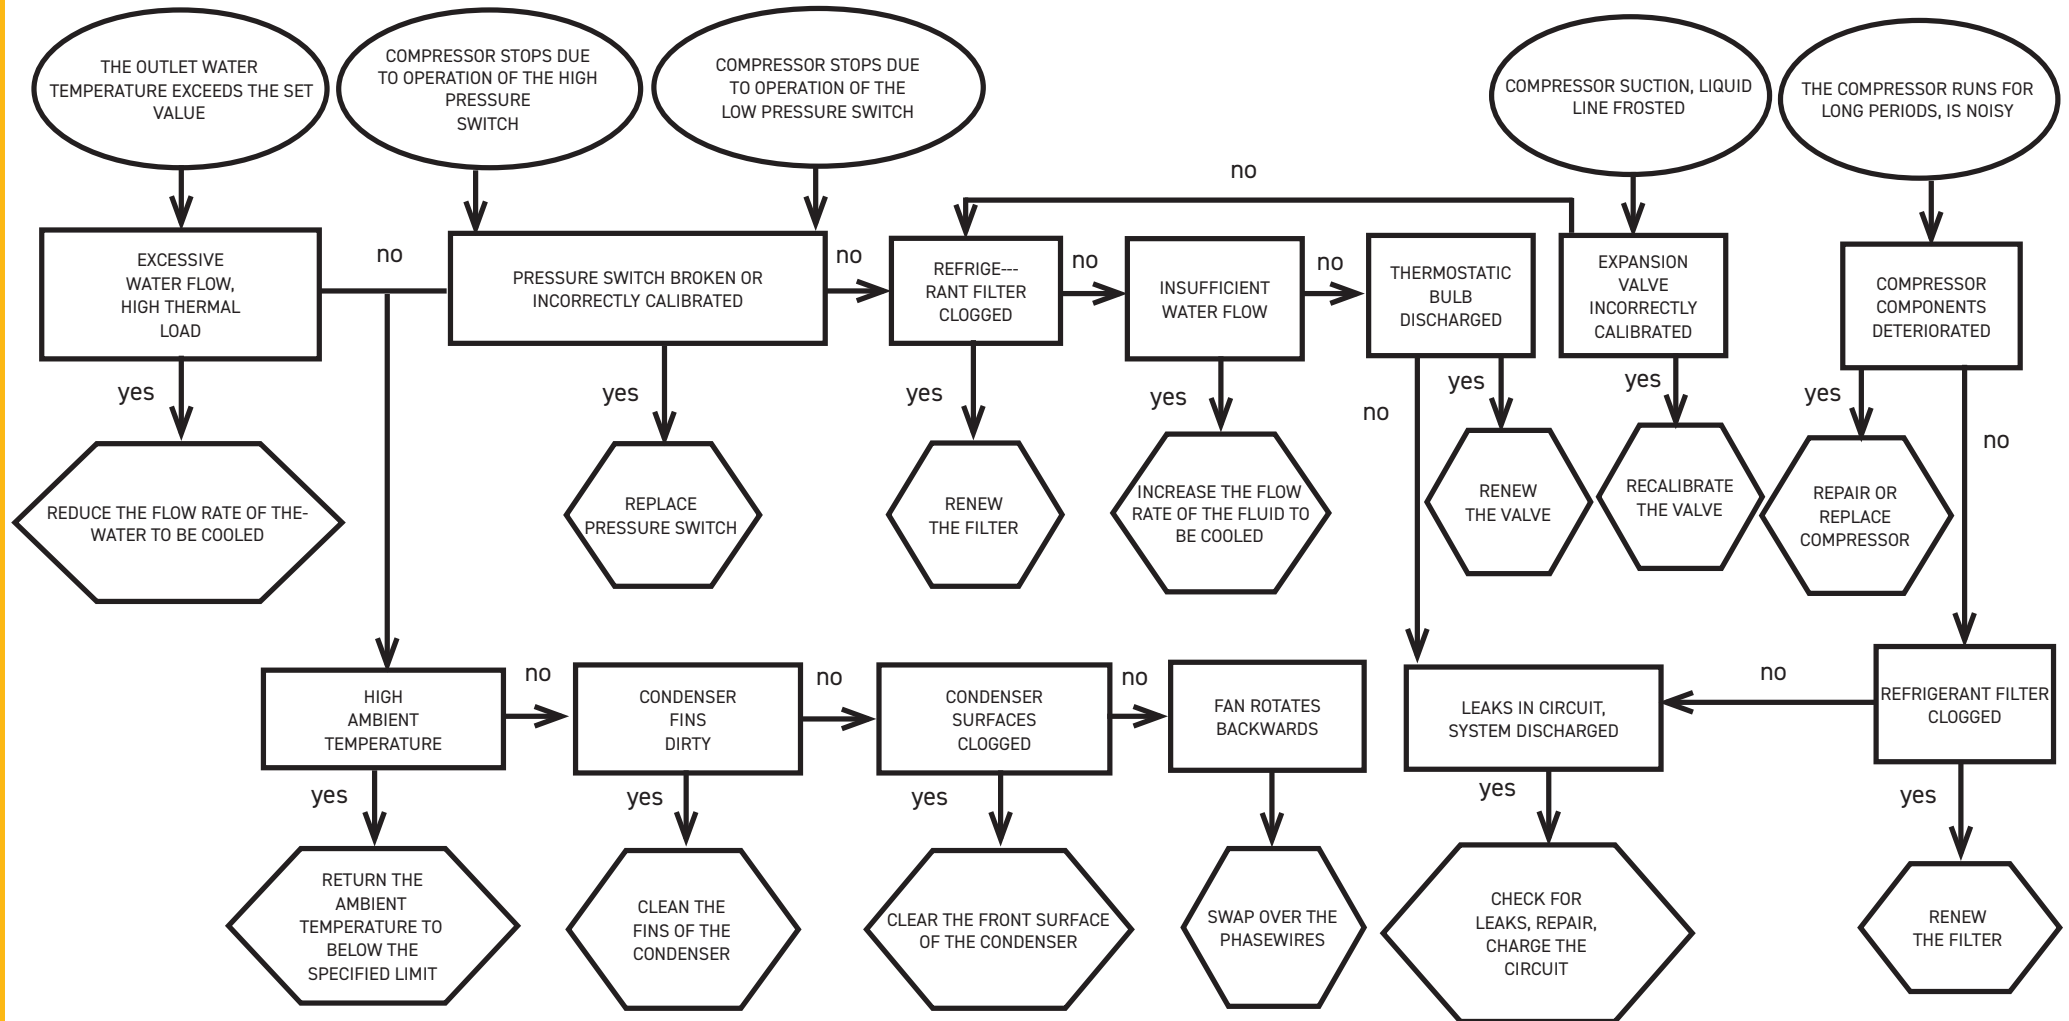 THE OUTLET WATER
TEMPERATURE EXCEEDS THE SET
VALUE
COMPRESSOR STOPS DUE
TO OPERATION OF THE HIGH
PRESSURE
SWITCH
COMPRESSOR STOPS DUE
TO OPERATION OF THE
LOW PRESSURE SWITCH
COMPRESSOR SUCTION, LIQUID
LINE FROSTED
THE COMPRESSOR RUNS FOR
LONG PERIODS, IS NOISY
no
EXCESSIVE
WATER FLOW,
HIGH THERMAL
LOAD
no
PRESSURE SWITCH BROKEN OR
INCORRECTLY CALIBRATED
no
REFRIGE---
RANT FILTER
CLOGGED
no
INSUFFICIENT
WATER FLOW
no
THERMOSTATIC
BULB
DISCHARGED
EXPANSION
VALVE
INCORRECTLY
CALIBRATED
COMPRESSOR
COMPONENTS
DETERIORATED
yes
yes
yes
yes
no
yes
yes
yes
no
REDUCE THE FLOW RATE OF THE-
WATER TO BE COOLED
REPLACE
PRESSURE SWITCH
RENEW
THE FILTER
INCREASE THE FLOW
RATE OF THE FLUID TO
BE COOLED
RENEW
THE VALVE
RECALIBRATE
THE VALVE
REPAIR OR
REPLACE
COMPRESSOR
HIGH
AMBIENT
TEMPERATURE
no
CONDENSER
FINS
DIRTY
no
CONDENSER
SURFACES
CLOGGED
no
FAN ROTATES
BACKWARDS
LEAKS IN CIRCUIT,
SYSTEM DISCHARGED
no
REFRIGERANT FILTER
CLOGGED
yes
yes
yes
yes
yes
RETURN THE
AMBIENT
TEMPERATURE TO
BELOW THE
SPECIFIED LIMIT
CLEAN THE
FINS OF THE
CONDENSER
CLEAR THE FRONT SURFACE
OF THE CONDENSER
SWAP OVER THE
PHASEWIRES
CHECK FOR
LEAKS, REPAIR,
CHARGE THE
CIRCUIT
RENEW
THE FILTER